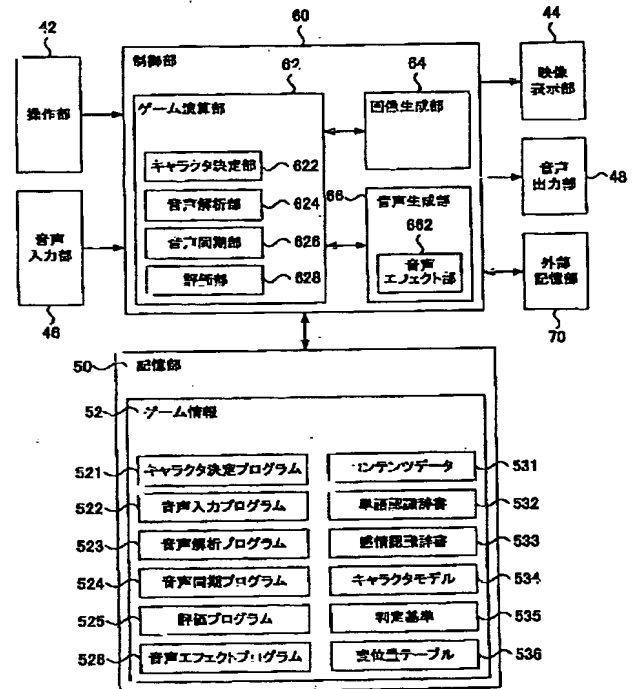 42
操作部
音声
入力部
46
60
制御部
62
ゲーム演算部
キャラクタ決定部
622
音声解析部
624
音声同期部
626
評価部
628
64
画像生成部
66
音声生成部
662
音声
エフェクト部
44
映像
表示部
音声
出力部
48
外部
記憶部
70
50
記憶部
52
ゲーム情報
521
キャラクタ決定プログラム
522
音声入力プログラム
523
音声解析プログラム
524
音声同期プログラム
525
評価プログラム
526
音声エフェクトプログラム
コンテンツデータ
531
単語認識辞書
532
感情認識辞書
533
キャラクタモデル
534
判定基準
535
定位置テーブル
536